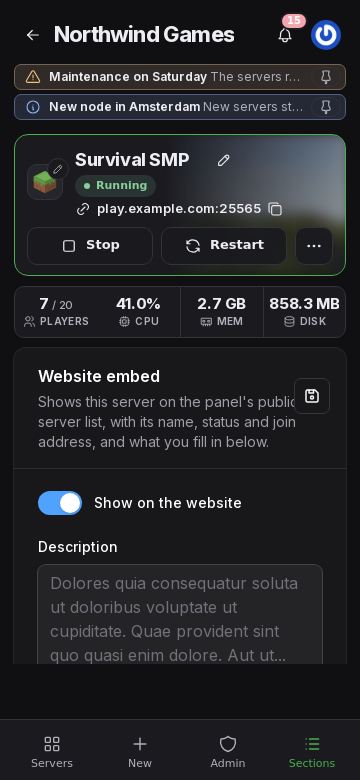 Northwind Games
15
Maintenance on Saturday The servers r...
New node in Amsterdam New servers st...
Survival SMP
Running
play.example.com:25565
Stop
Restart
7 / 20
PLAYERS
41.0%
CPU
2.7 GB
MEM
858.3 MB
DISK
Website embed
Shows this server on the panel's public
server list, with its name, status and join
address, and what you fill in below.
Show on the website
Description
Dolores quia consequatur soluta
ut doloribus voluptate ut
cupiditate. Quae provident sint
quo quasi enim dolore. Aut ut...
Servers
New
Admin
Sections